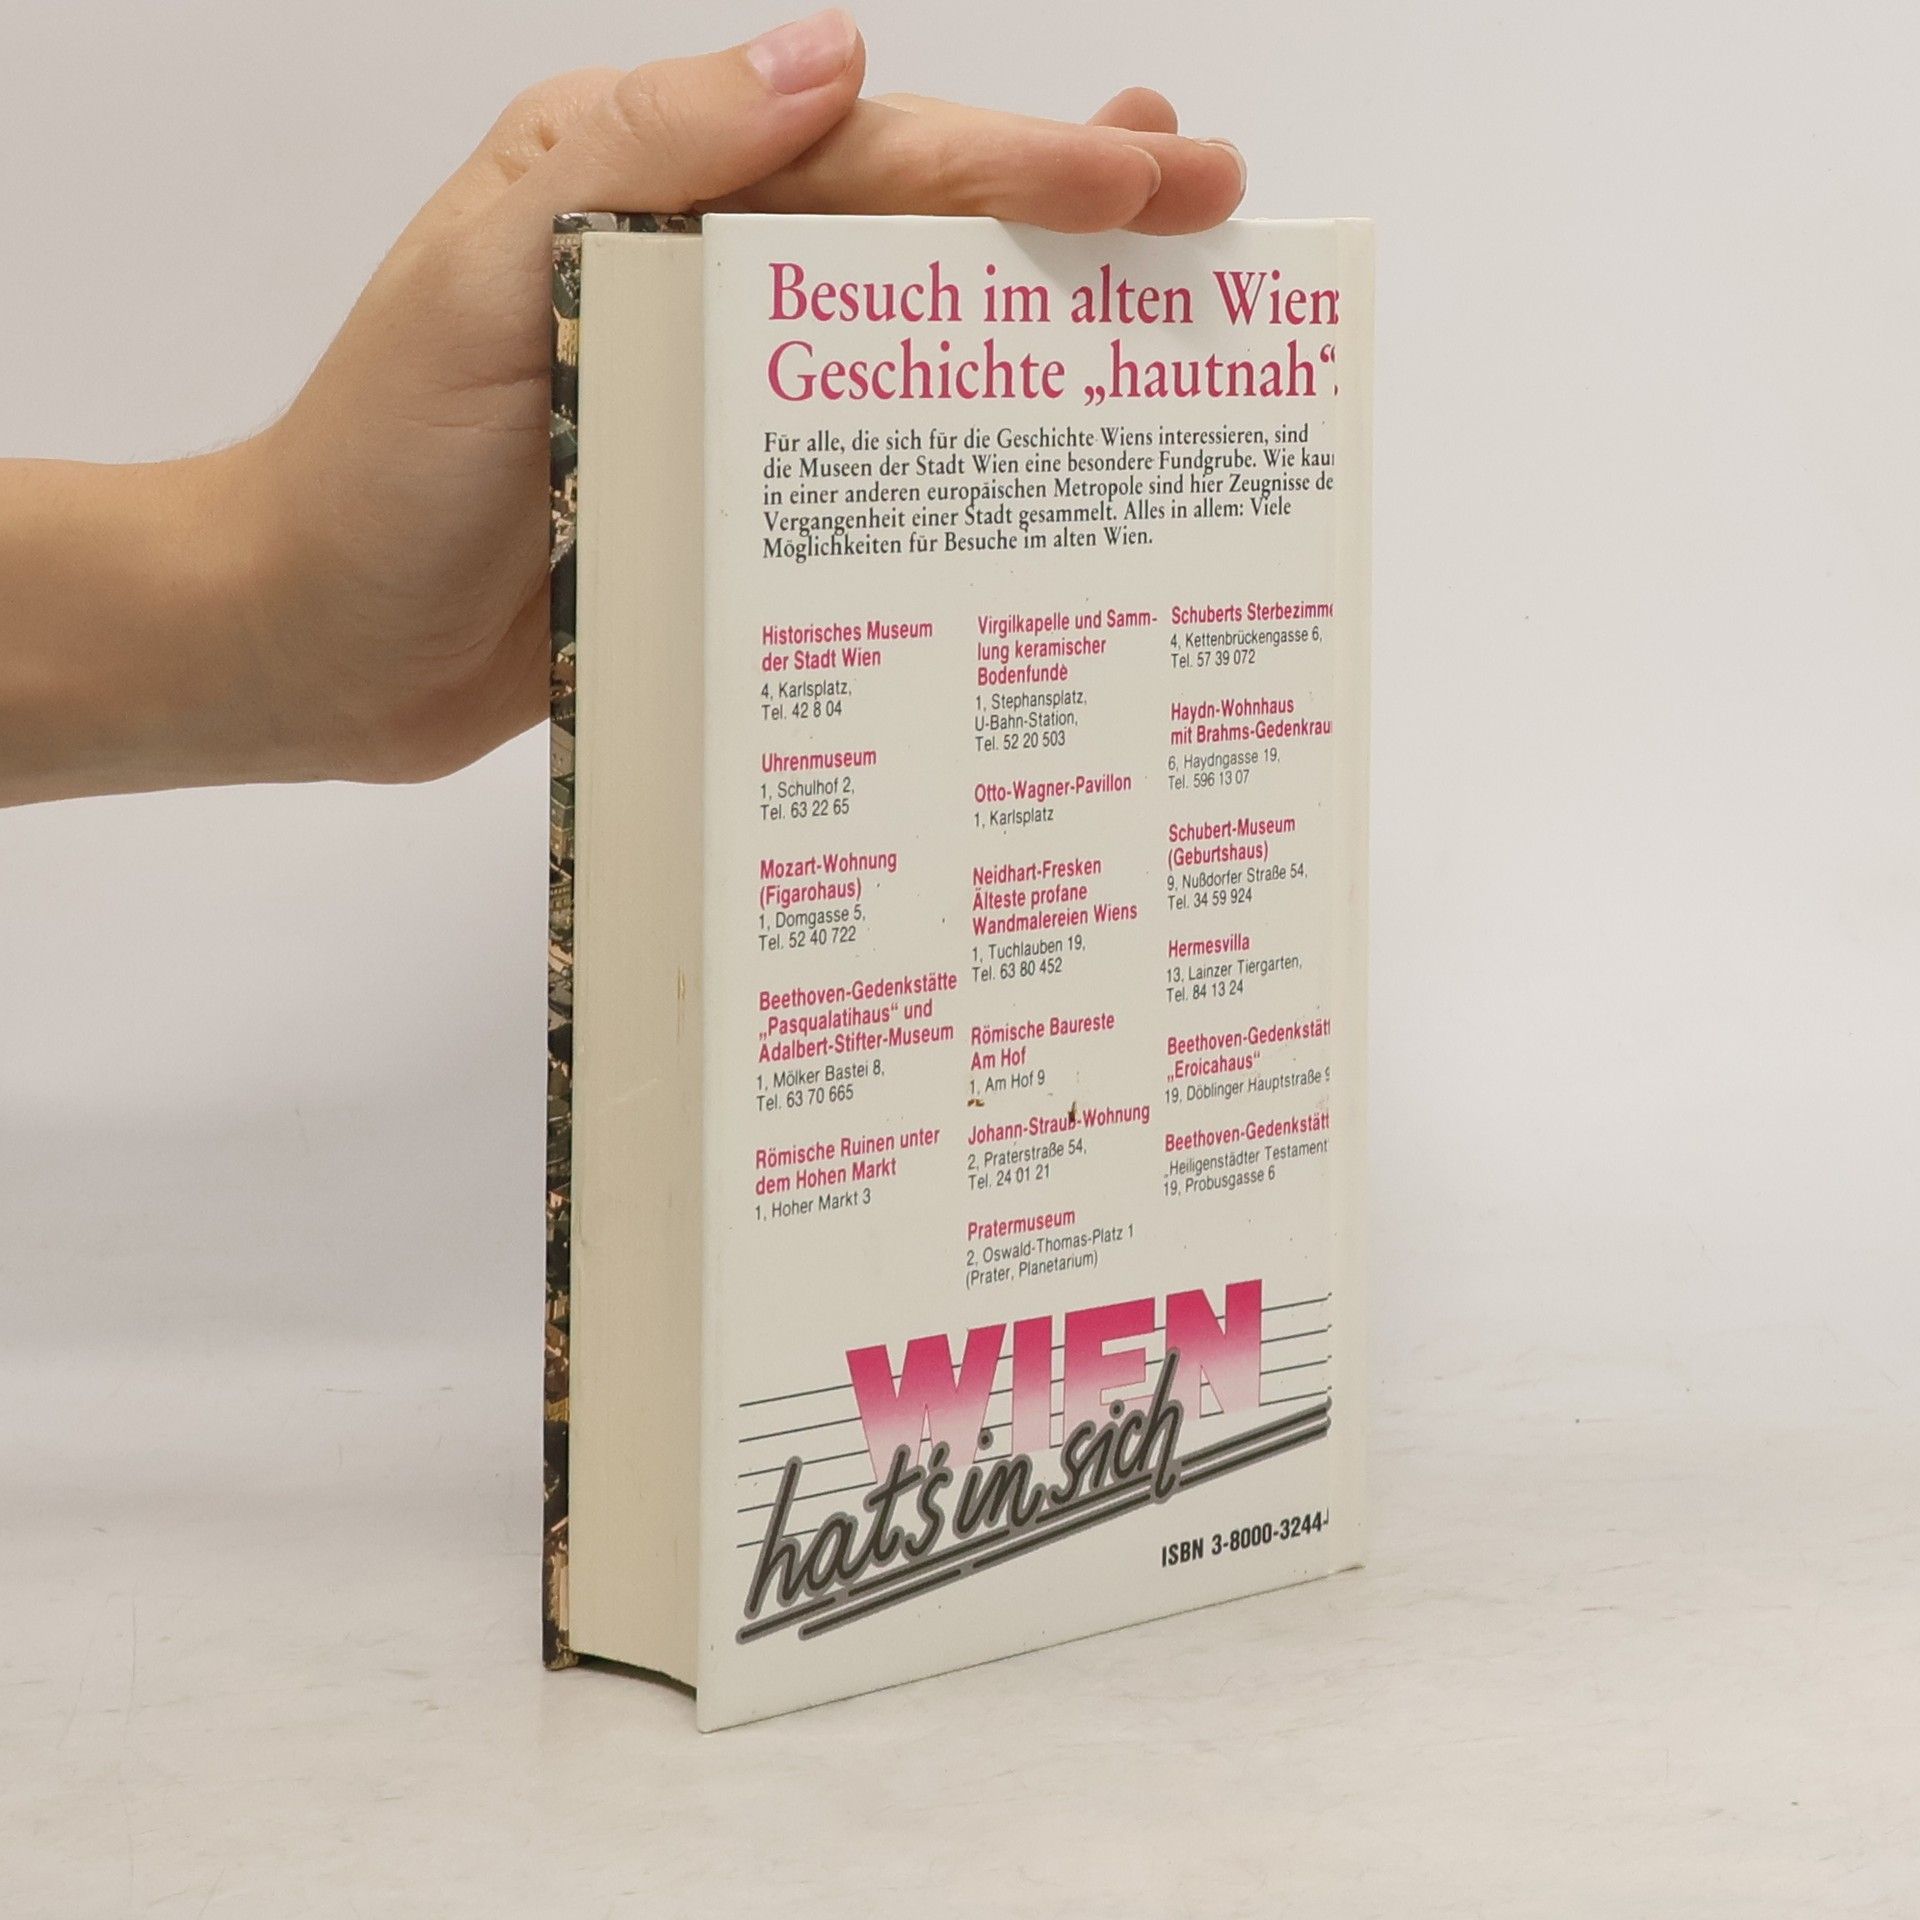 Besuch im alten Wien:
Geschichte „hautnah“.
Für alle, die sich für die Geschichte Wiens interessieren, sind
die Museen der Stadt Wien eine besondere Fundgrube. Wie kau
in einer anderen europäischen Metropole sind hier Zeugnisse de
Vergangenheit einer Stadt gesammelt. Alles in allem: Viele
Möglichkeiten für Besuche im alten Wien.
Historisches Museum
der Stadt Wien
4, Karlsplatz,
Tel. 42 8 04
Uhrenmuseum
1, Schulhof 2,
Tel. 63 22 65
Mozart-Wohnung
(Figarohaus)
1, Domgasse 5,
Tel. 52 40 722
Beethoven-Gedenkstätte
„Pasqualatihaus“ und
Adalbert-Stifter-Museum
1, Mölker Bastei 8,
Tel. 63 70 665
Römische Ruinen unter
dem Hohen Markt
1, Hoher Markt 3
Virgilkapelle und Samm-
lung keramischer
Bodenfunde
1, Stephansplatz,
U-Bahn-Station,
Tel. 52 20 503
Otto-Wagner-Pavillon
1, Karlsplatz
Neidhart-Fresken
Älteste profane
Wandmalereien Wiens
1, Tuchlauben 19,
Tel. 63 80 452
Römische Baureste
Am Hof
1, Am Hof 9
Johann-Strauß-Wohnung
2, Praterstraße 54,
Tel. 24 01 21
Pratermuseum
2, Oswald-Thomas-Platz 1
(Prater, Planetarium)
Schuberts Sterbezimme
4, Kettenbrückengasse 6,
Tel. 57 39 072
Haydn-Wohnhaus
mit Brahms-Gedenkrau
6, Haydngasse 19,
Tel. 596 13 07
Schubert-Museum
(Geburtshaus)
9, Nußdorfer Straße 54,
Tel. 34 59 924
Hermesvilla
13, Lainzer Tiergarten,
Tel. 84 13 24
Beethoven-Gedenkstätt
„Eroicahaus“
19, Döblinger Hauptstraße 9
Beethoven-Gedenkstätt
„Heiligenstädter Testament“
19, Probusgasse 6
WIEN
hat's in sich
ISBN 3-8000-3244-